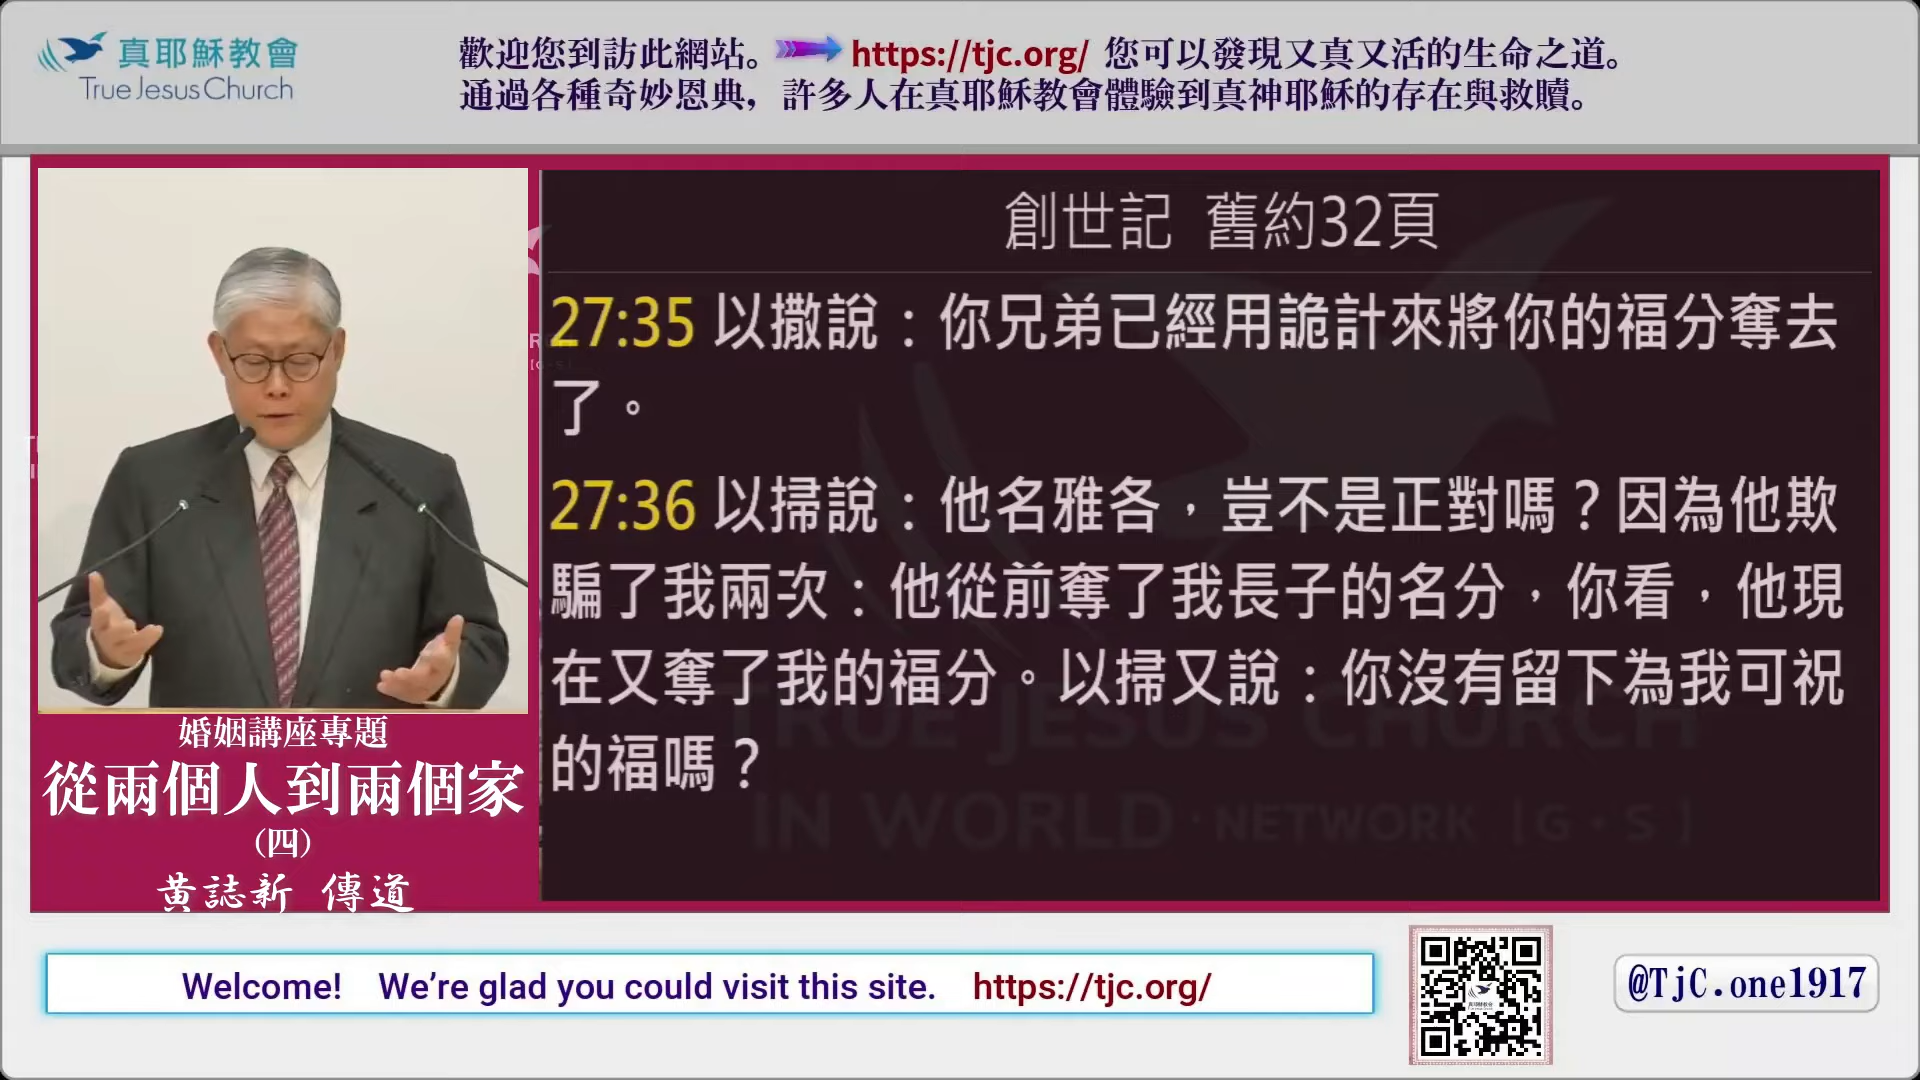 真耶穌教會
True Jesus Church
歡迎您到訪此網站。 https://tjc.org/ 您可以發現又真又活的生命之道。
通過各種奇妙恩典，許多人在真耶穌教會體驗到真神耶穌的存在與救贖。
創世記 舊約32頁
27:35 以撒說：你兄弟已經用詭計來將你的福分奪去
了。
27:36 以掃說：他名雅各，豈不是正對嗎？因為他欺
騙了我兩次：他從前奪了我長子的名分，你看，他現
在又奪了我的福分。以掃又說：你沒有留下為我可祝
的福嗎？
TRUE JESUS CHURCH
IN WORLD·NETWORK [G·S]
婚姻講座專題
從兩個人到兩個家
(四)
黃誌新 傳道
Welcome! We’re glad you could visit this site. https://tjc.org/
@TjC.one1917